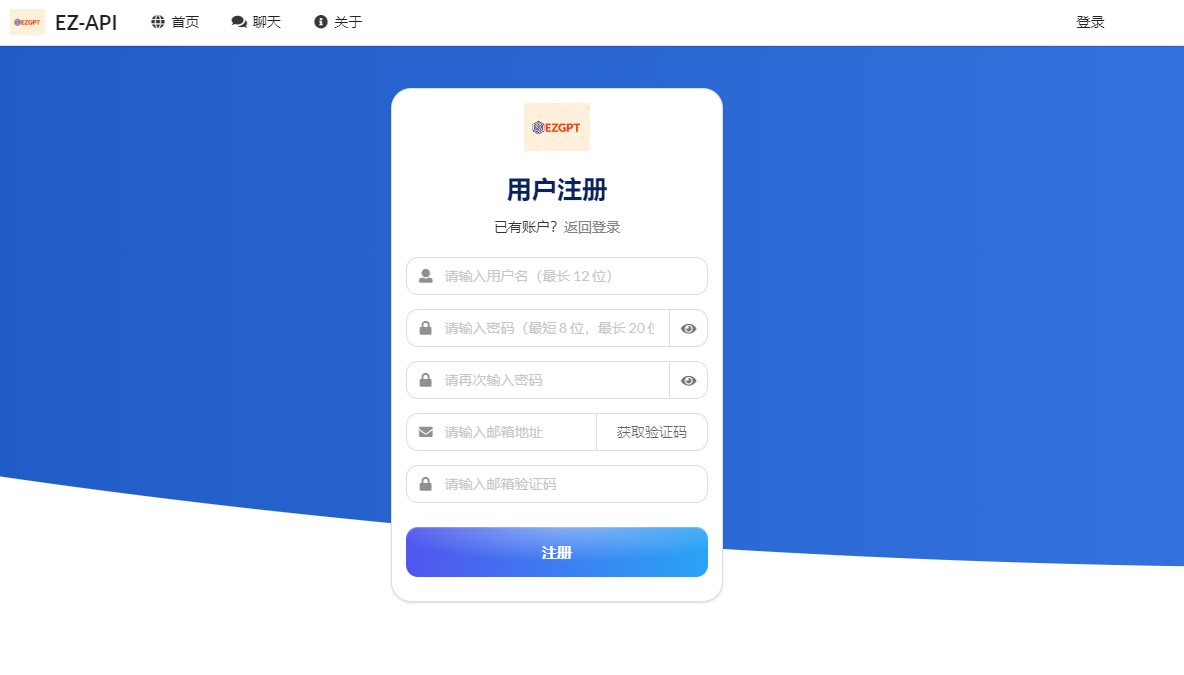 EZGPT EZ-API 首页 聊天 关于 登录
EZGPT
用户注册
已有账户？返回登录
请输入用户名（最长 12 位）
请输入密码（最短 8 位，最长 20 位
请再次输入密码
请输入邮箱地址 获取验证码
请输入邮箱验证码
注册